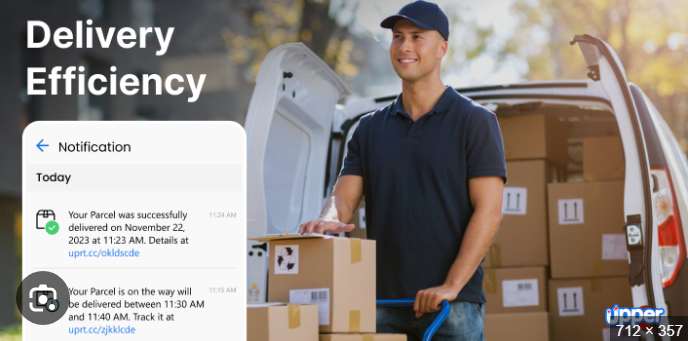 Delivery
Efficiency
Notification
Today
Your Parcel was successfully
delivered on November 22,
2023 at 11:23 AM. Details at
uprt.cc/okldscde
11:24 AM
Your Parcel is on the way will
be delivered between 11:30 AM
and 11:40 AM. Track it at
uprt.cc/zjkklcde
11:15 AM
upper
712 × 357